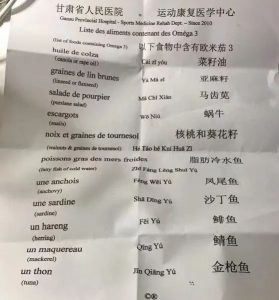 甘肃省人民医院 - 运动康复医学中心
Gansu Provincial Hospital - Sports Medicine Rehab Dept. - Since 2010
Liste des aliments contenant des Oméga 3
(list of foods containing Omega 3) 以下食物中含有欧米茄 3
huile de colza
(canola or rape oil) Cài zǐ yóu 菜籽油
graines de lin brunes
(linseed or flaxseed) Yà Má zǐ 亚麻籽
salade de pourpier
(purslane salad) Mǎ Chǐ Xiàn 马齿苋
escargots
(snails) Wō Niú 蜗牛
noix et graines de tournesol 核桃和葵花籽
(walnuts & graines de tournesol) Hé Táo hé Kuí Huā Zǐ
poissons gras des mers froides 脂肪冷水鱼
(fatty fish of cold water) Zhī Fáng Lěng Shuǐ Yú
une anchois
(anchovy) Fèng Wěi Yú 凤尾鱼
une sardine
(sardine) Shā Dīng Yú 沙丁鱼
un hareng
(herring) Fēi Yú 鲱鱼
un maquereau
(mackerel) Qīng Yú 鲭鱼
un thon
(tuna) Jīn Qiāng Yú 金枪鱼
©®